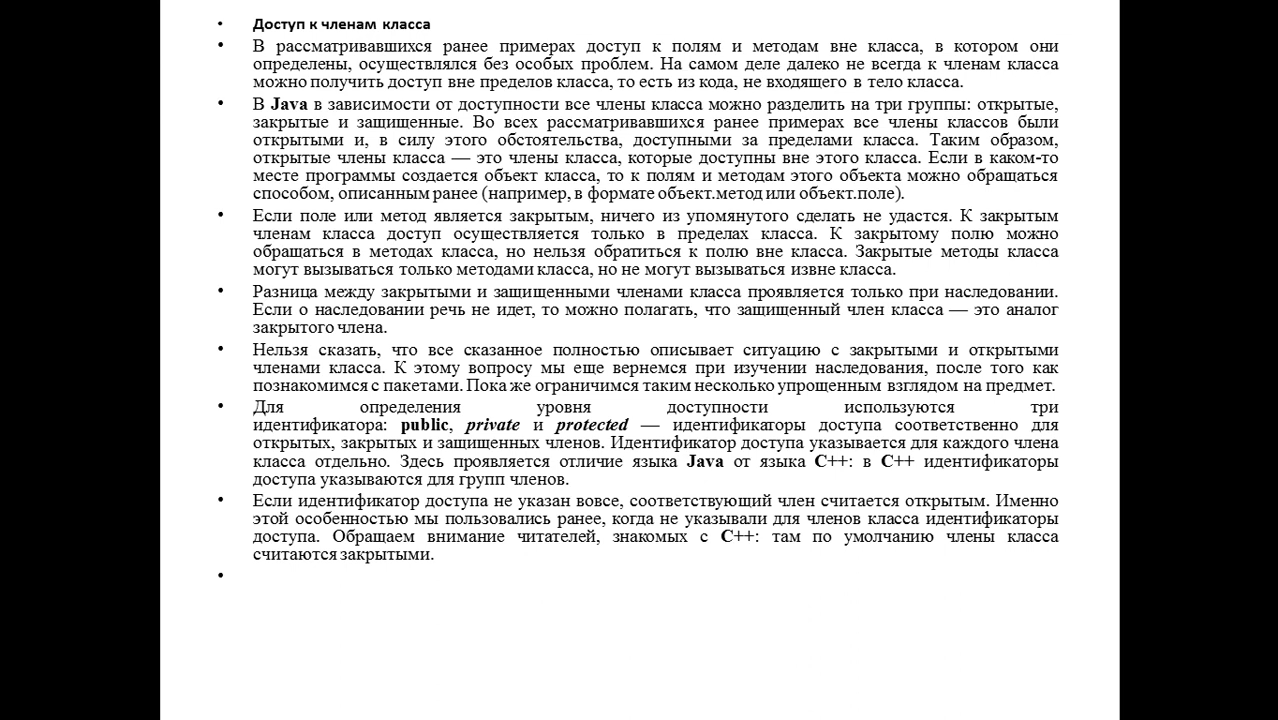 • Доступ к членам класса
• В рассматривавшихся ранее примерах доступ к полям и методам вне класса, в котором они
определены, осуществлялся без особых проблем. На самом деле далеко не всегда к членам класса
можно получить доступ вне пределов класса, то есть из кода, не входящего в тело класса.
• В Java в зависимости от доступности все члены класса можно разделить на три группы: открытые,
закрытые и защищенные. Во всех рассматривавшихся ранее примерах все члены классов были
открытыми и, в силу этого обстоятельства, доступными за пределами класса. Таким образом,
открытые члены класса — это члены класса, которые доступны вне этого класса. Если в каком-то
месте программы создается объект класса, то к полям и методам этого объекта можно обращаться
способом, описанным ранее (например, в формате объект.метод или объект.поле).
• Если поле или метод является закрытым, ничего из упомянутого сделать не удастся. К закрытым
членам класса доступ осуществляется только в пределах класса. К закрытому полю можно
обращаться в методах класса, но нельзя обратиться к полю вне класса. Закрытые методы класса
могут вызываться только методами класса, но не могут вызываться извне класса.
• Разница между закрытыми и защищенными членами класса проявляется только при наследовании.
Если о наследовании речь не идет, то можно полагать, что защищенный член класса — это аналог
закрытого члена.
• Нельзя сказать, что все сказанное полностью описывает ситуацию с закрытыми и открытыми
членами класса. К этому вопросу мы еще вернемся при изучении наследования, после того как
познакомимся с пакетами. Пока же ограничимся таким несколько упрощенным взглядом на предмет.
• Для определения уровня доступности используются три
идентификатора: public, private и protected — идентификаторы доступа соответственно для
открытых, закрытых и защищенных членов. Идентификатор доступа указывается для каждого члена
класса отдельно. Здесь проявляется отличие языка Java от языка C++: в C++ идентификаторы
доступа указываются для групп членов.
• Если идентификатор доступа не указан вовсе, соответствующий член считается открытым. Именно
этой особенностью мы пользовались ранее, когда не указывали для членов класса идентификаторы
доступа. Обращаем внимание читателей, знакомых с C++: там по умолчанию члены класса
считаются закрытыми.
•